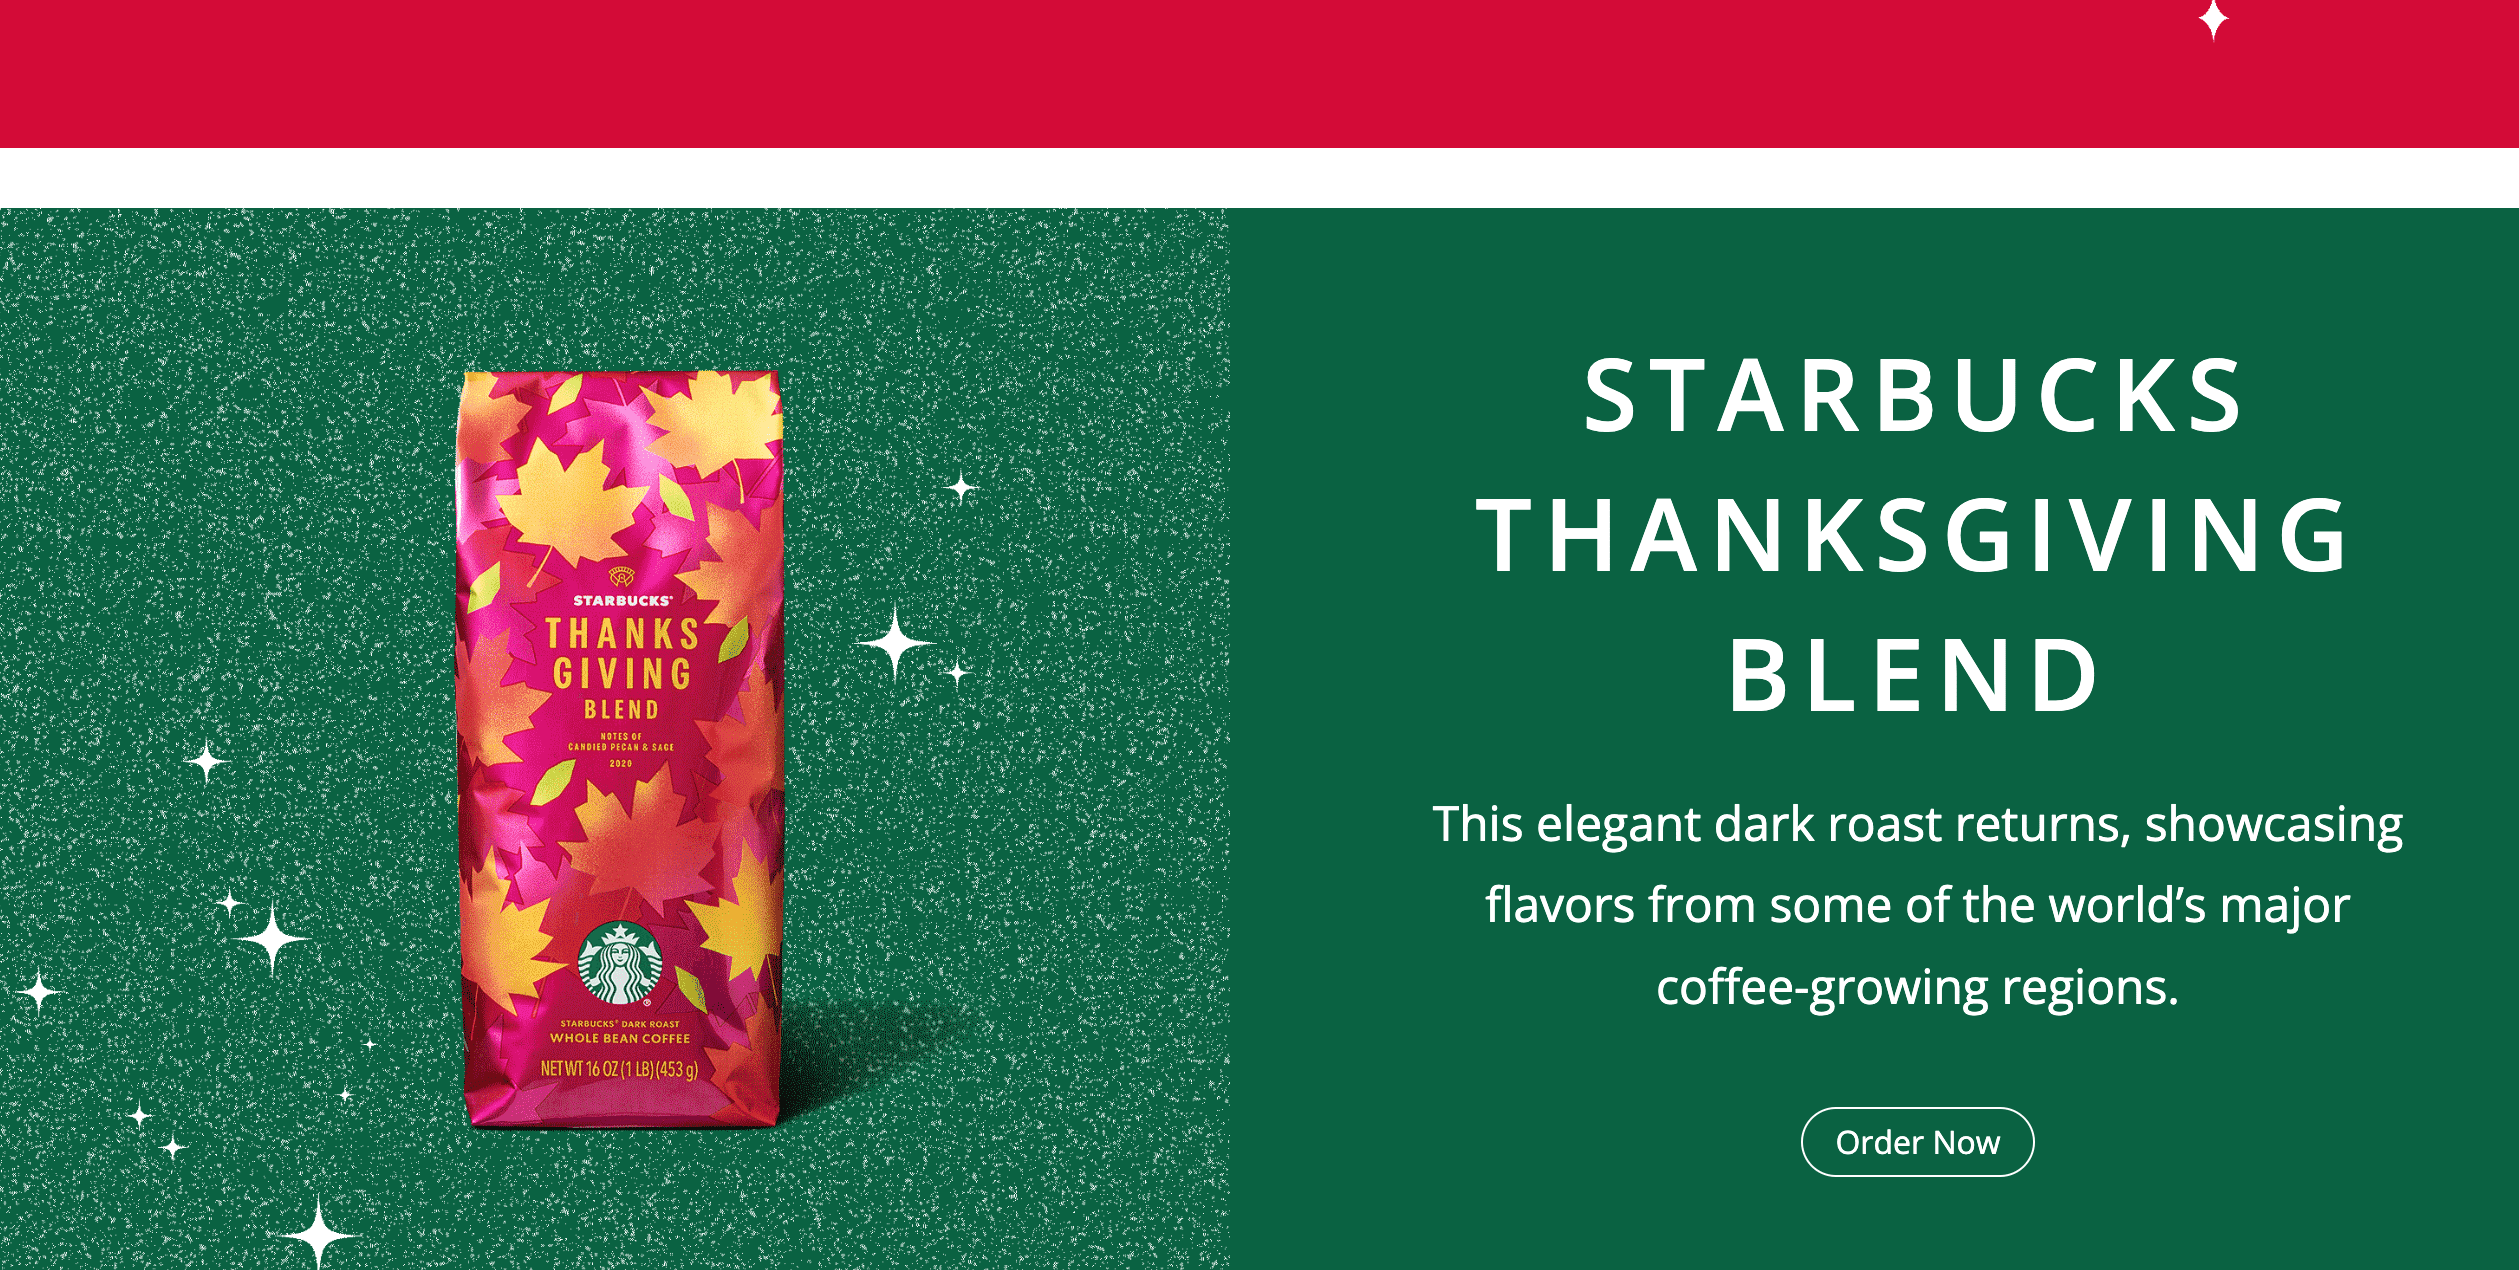 STARBUCKS®
THANKS
GIVING
BLEND
NOTES OF
CANDIED PECAN & SAGE
2020
®
STARBUCKS® DARK ROAST
WHOLE BEAN COFFEE
NET WT 16 OZ (1 LB) (453 g)
STARBUCKS
THANKSGIVING
BLEND
This elegant dark roast returns, showcasing
flavors from some of the world’s major
coffee-growing regions.
Order Now